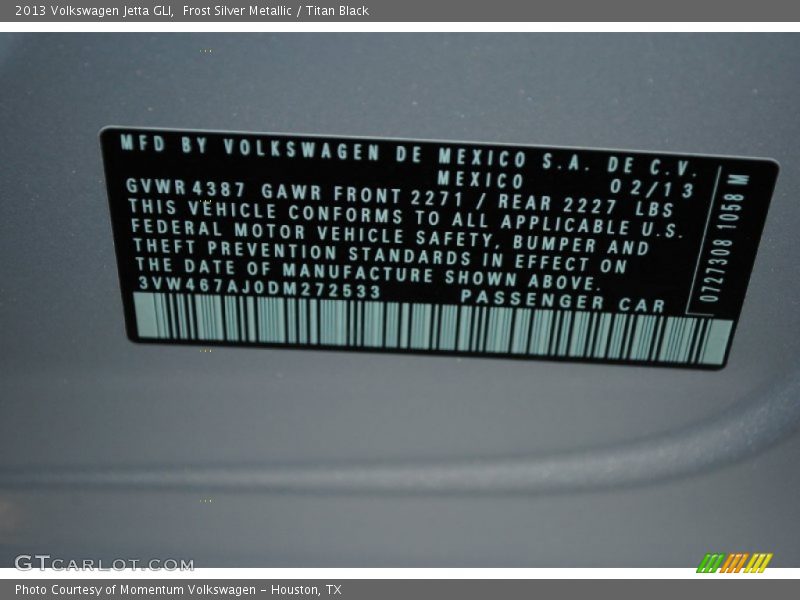 2013 Volkswagen Jetta GLI, Frost Silver Metallic / Titan Black
MFD BY VOLKSWAGEN DE MEXICO S.A. DE C.V.
MEXICO 02/13
GVWR 4387 GAWR FRONT 2271 / REAR 2227 LBS
THIS VEHICLE CONFORMS TO ALL APPLICABLE U.S.
FEDERAL MOTOR VEHICLE SAFETY, BUMPER AND
THEFT PREVENTION STANDARDS IN EFFECT ON
THE DATE OF MANUFACTURE SHOWN ABOVE.
3VW467AJ0DM272533 PASSENGER CAR
0727308 1058 M
GTCARLOT.COM
Photo Courtesy of Momentum Volkswagen - Houston, TX